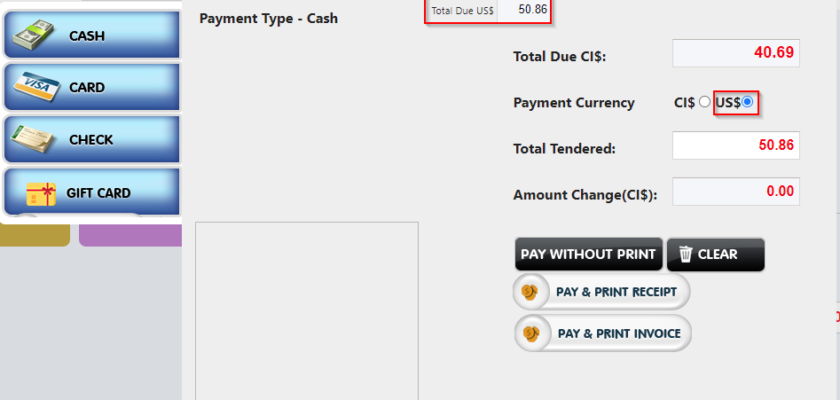 CASH
CARD
CHECK
GIFT CARD
VISA
Payment Type - Cash
Total Due US$ 50.86
Total Due CI$: 40.69
Payment Currency CI$ US$
Total Tendered: 50.86
Amount Change(CI$): 0.00
PAY WITHOUT PRINT CLEAR
PAY & PRINT RECEIPT
PAY & PRINT INVOICE